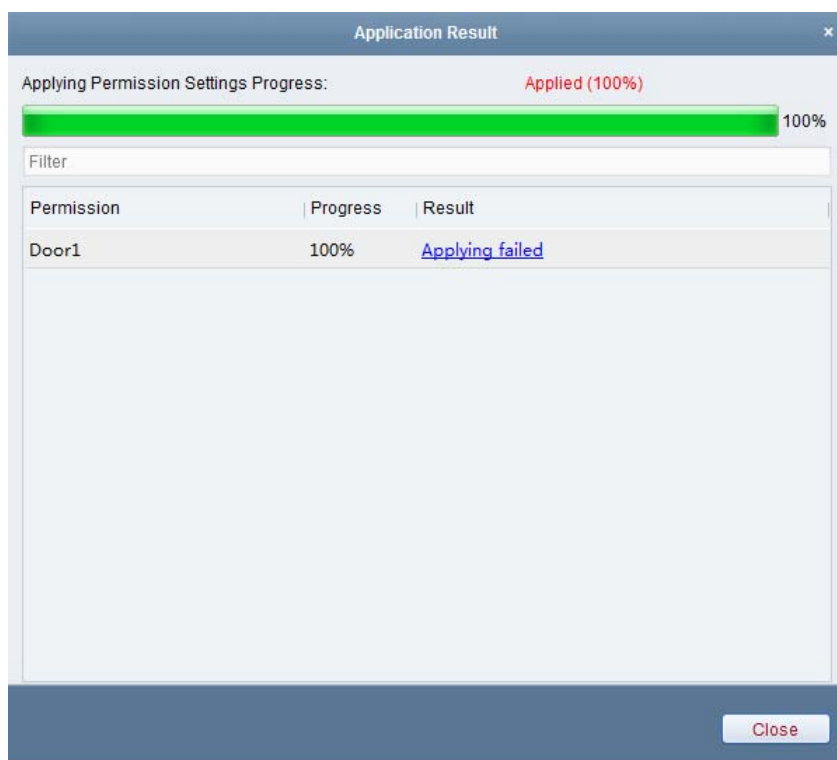 Application Result ×
Applying Permission Settings Progress: Applied (100%)
100%
Filter
Permission Progress Result
Door1 100% Applying failed
Close